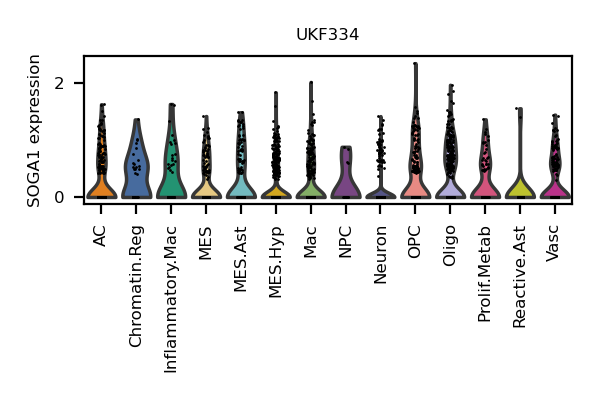 UKF334
SOGA1 expression
2
0
AC
Chromatin.Reg
Inflammatory.Mac
MES
MES.Ast
MES.Hyp
Mac
NPC
Neuron
OPC
Oligo
Prolif.Metab
Reactive.Ast
Vasc